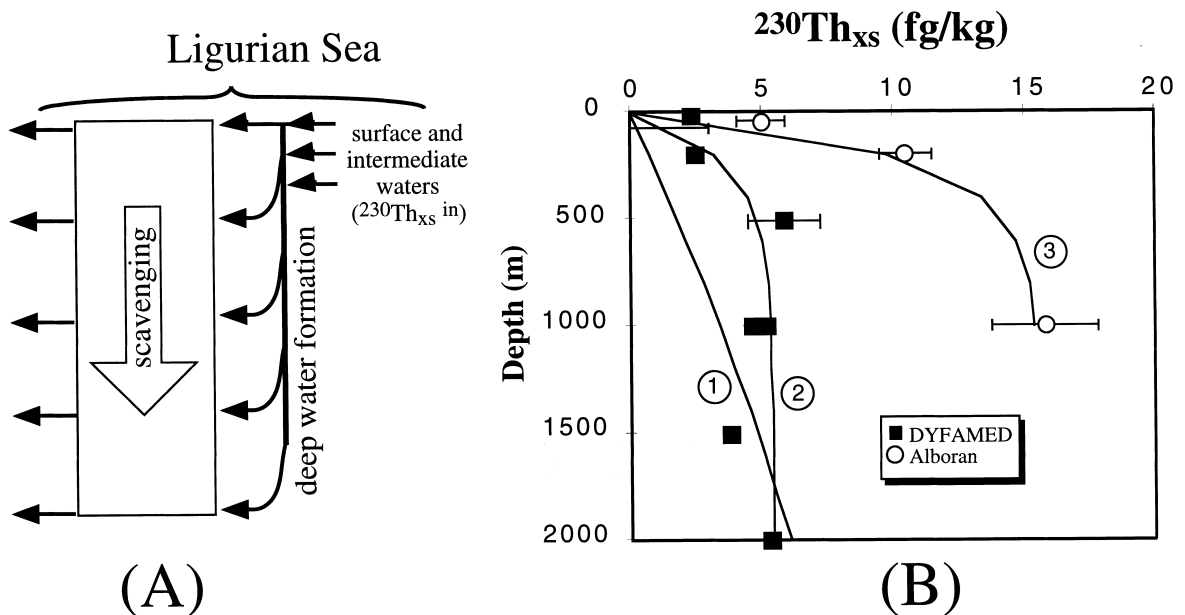 Ligurian Sea
surface and
intermediate
waters
(²³⁰Thₓₛ in)
scavenging
deep water formation
(A)
²³⁰Thₓₛ (fg/kg)
0 5 10 15 20
Depth (m)
0
500
1000
1500
2000
1
2
3
DYFAMED
Alboran
(B)